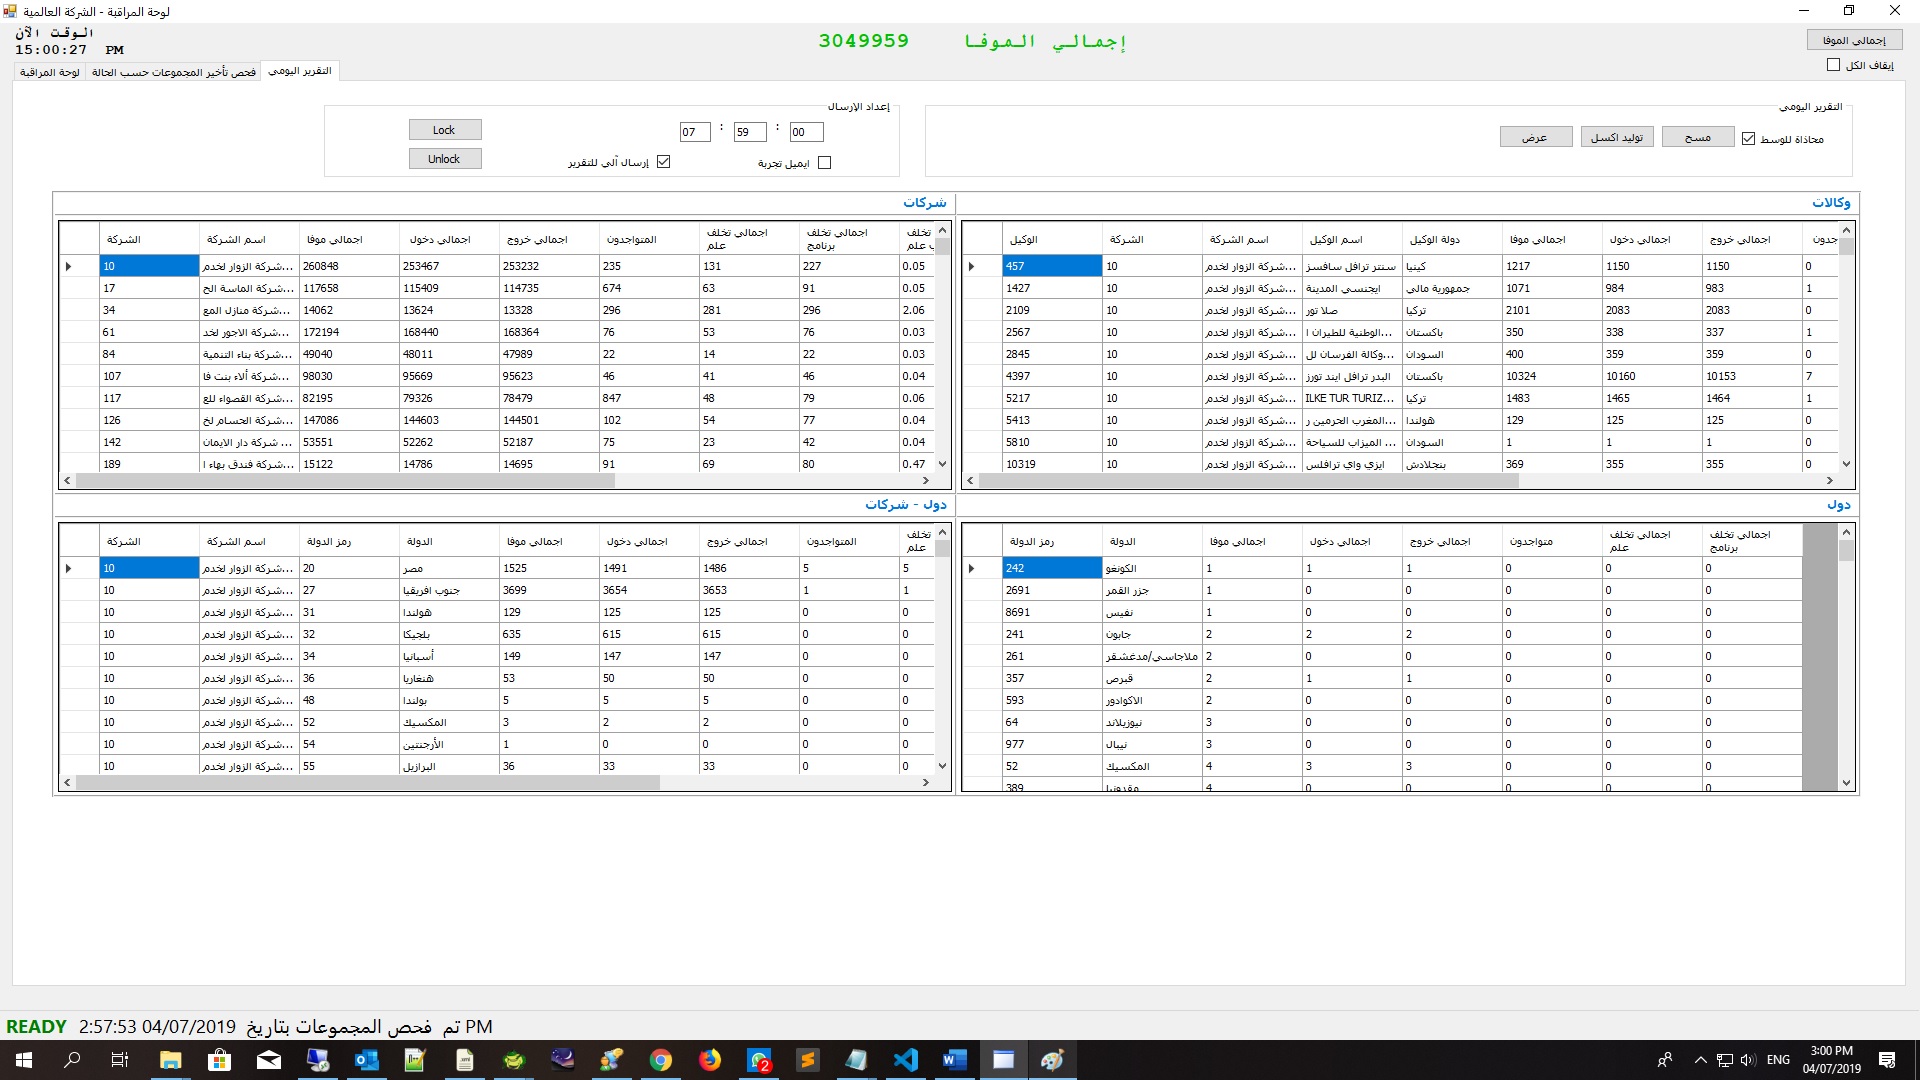 لوحة المراقبة - الشركة العالمية
الوقت الآن
15:00:27 PM
إجمالي الموفا 3049959
إجمالي الموفا
إيقاف الكل
لوحة المراقبة
فحص تأخير المجموعات حسب الحالة
التقرير اليومي
التقرير اليومي
محاذاة للوسط
مسح
توليد اكسل
عرض
إعداد الإرسال
07 : 59 : 00
Lock
Unlock
ايميل تجربة
إرسال آلي للتقرير
شركات
الشركة اسم الشركة اجمالي موفا اجمالي دخول اجمالي خروج المتواجدون اجمالي تخلف علم اجمالي تخلف برنامج تخلف علم
10 شركة الزوار لخدم... 260848 253467 253232 235 131 227 0.05
17 شركة الماسة الخ... 117658 115409 114735 674 63 91 0.05
34 شركة منازل المع... 14062 13624 13328 296 281 296 2.06
61 شركة الاجور لخد... 172194 168440 168364 76 53 76 0.03
84 شركة بناء التنمية... 49040 48011 47989 22 14 22 0.03
107 شركة ألاء بنت فا... 98030 95669 95623 46 41 46 0.04
117 شركة القصواء للع... 82195 79326 78479 847 48 79 0.06
126 شركة الحسام لخ... 147086 144603 144501 102 54 77 0.04
142 شركة دار الايمان... 53551 52262 52187 75 23 42 0.04
189 شركة فندق بهاء ا... 15122 14786 14695 91 69 80 0.47
وكالات
الوكيل الشركة اسم الشركة اسم الوكيل دولة الوكيل اجمالي موفا اجمالي دخول اجمالي خروج جدون
457 10 شركة الزوار لخدم... سنتر ترافل سافسز كينيا 1217 1150 1150 0
1427 10 شركة الزوار لخدم... ايجنسي المدينة جمهورية مالي 1071 984 983 1
2109 10 شركة الزوار لخدم... صلا تور تركيا 2101 2083 2083 0
2567 10 شركة الزوار لخدم... الوطنية للطيران ا... باكستان 350 338 337 1
2845 10 شركة الزوار لخدم... وكالة الفرسان لل... السودان 400 359 359 0
4397 10 شركة الزوار لخدم... البدر ترافل ايند تورز باكستان 10324 10160 10153 7
5217 10 شركة الزوار لخدم... ILKE TUR TURIZ... تركيا 1483 1465 1464 1
5413 10 شركة الزوار لخدم... المغرب الحرمين ر... هولندا 129 125 125 0
5810 10 شركة الزوار لخدم... الميزاب للسياحة ... السودان 1 1 1 0
10319 10 شركة الزوار لخدم... ايزي واي ترافلس بنجلادش 369 355 355 0
دول - شركات
الشركة اسم الشركة رمز الدولة الدولة اجمالي موفا اجمالي دخول اجمالي خروج المتواجدون تخلف علم
10 شركة الزوار لخدم... 20 مصر 1525 1491 1486 5 5
10 شركة الزوار لخدم... 27 جنوب افريقيا 3699 3654 3653 1 1
10 شركة الزوار لخدم... 31 هولندا 129 125 125 0 0
10 شركة الزوار لخدم... 32 بلجيكا 635 615 615 0 0
10 شركة الزوار لخدم... 34 أسبانيا 149 147 147 0 0
10 شركة الزوار لخدم... 36 هنغاريا 53 50 50 0 0
10 شركة الزوار لخدم... 48 بولندا 5 5 5 0 0
10 شركة الزوار لخدم... 52 المكسيك 3 2 2 0 0
10 شركة الزوار لخدم... 54 الأرجنتين 1 0 0 0 0
10 شركة الزوار لخدم... 55 البرازيل 36 33 33 0 0
دول
رمز الدولة الدولة اجمالي موفا اجمالي دخول اجمالي خروج متواجدون اجمالي تخلف علم اجمالي تخلف برنامج
242 الكونغو 1 1 1 0 0 0
2691 جزر القمر 1 0 0 0 0 0
8691 نفيس 1 0 0 0 0 0
241 جابون 2 2 2 0 0 0
261 ملاجاسي/مدغشقر 2 0 0 0 0 0
357 قبرص 2 1 1 0 0 0
593 الاكوادور 2 0 0 0 0 0
64 نيوزيلاند 3 0 0 0 0 0
977 نيبال 3 0 0 0 0 0
52 المكسيك 4 3 3 0 0 0
389 مقدونيا 4 0 0 0 0 0
READY 2:57:53 04/07/2019 تم فحص المجموعات بتاريخ PM
2
ENG
3:00 PM
04/07/2019